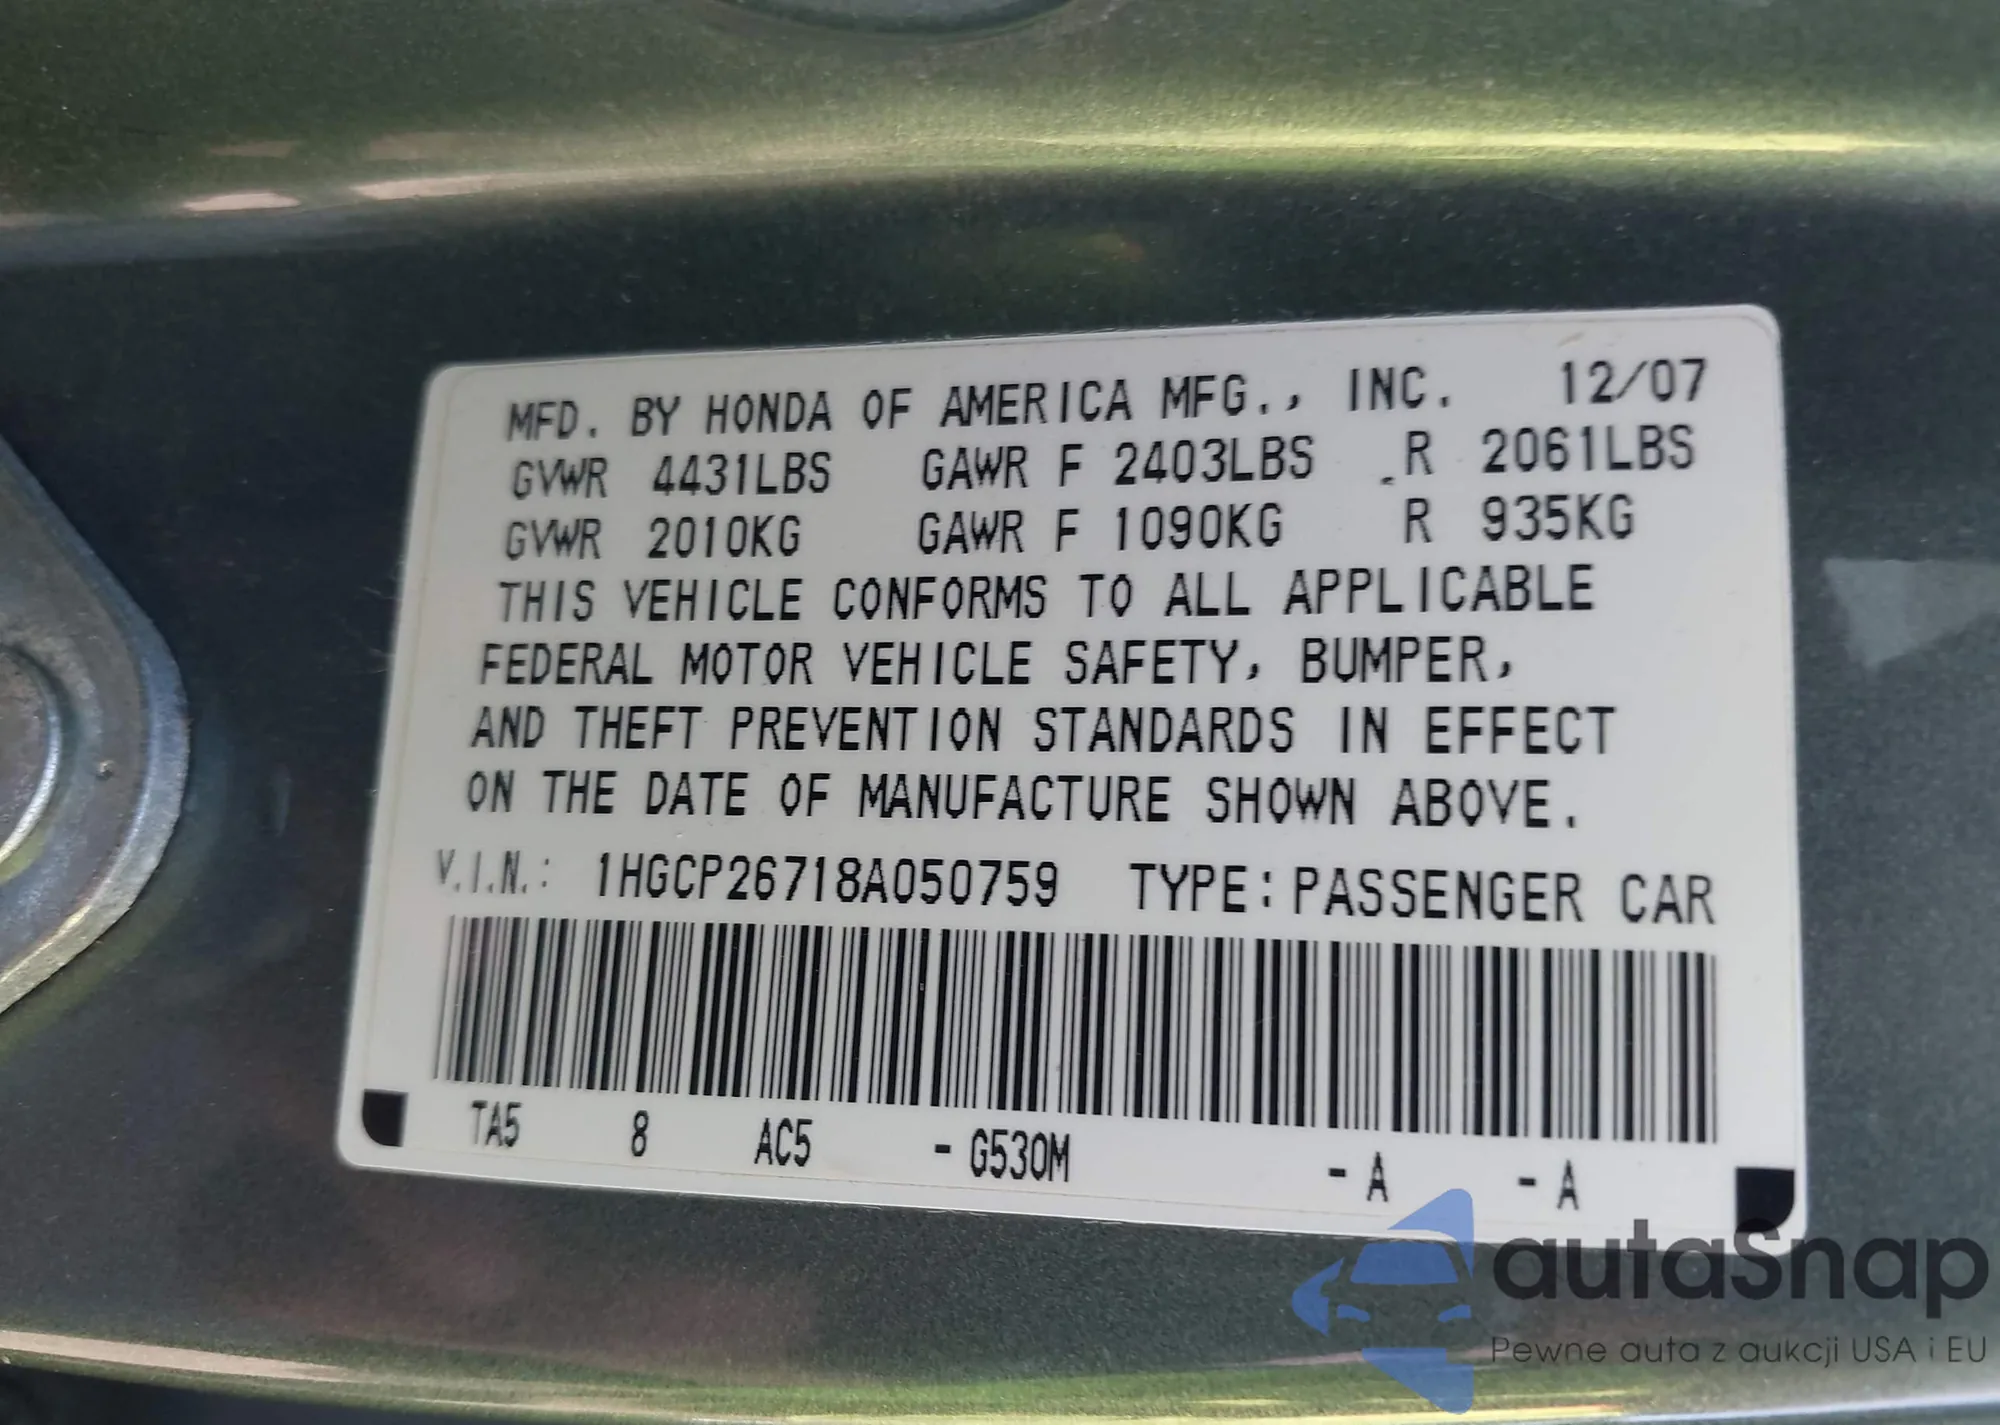 MFD. BY HONDA OF AMERICA MFG., INC. 12/07
GVWR 4431LBS GAWR F 2403LBS R 2061LBS
GVWR 2010KG GAWR F 1090KG R 935KG
THIS VEHICLE CONFORMS TO ALL APPLICABLE
FEDERAL MOTOR VEHICLE SAFETY, BUMPER,
AND THEFT PREVENTION STANDARDS IN EFFECT
ON THE DATE OF MANUFACTURE SHOWN ABOVE.
V.I.N.: 1HGCP26718A050759 TYPE: PASSENGER CAR
TA5 8 AC5 - G530M - A - A
autaSnap
Pewne auta z aukcji USA i EU